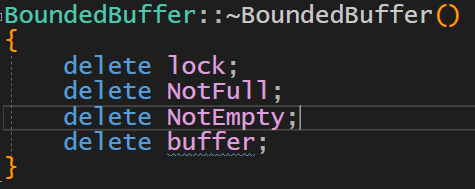 BoundedBuffer::~BoundedBuffer()
{
    delete lock;
    delete NotFull;
    delete NotEmpty;
    delete buffer;
}